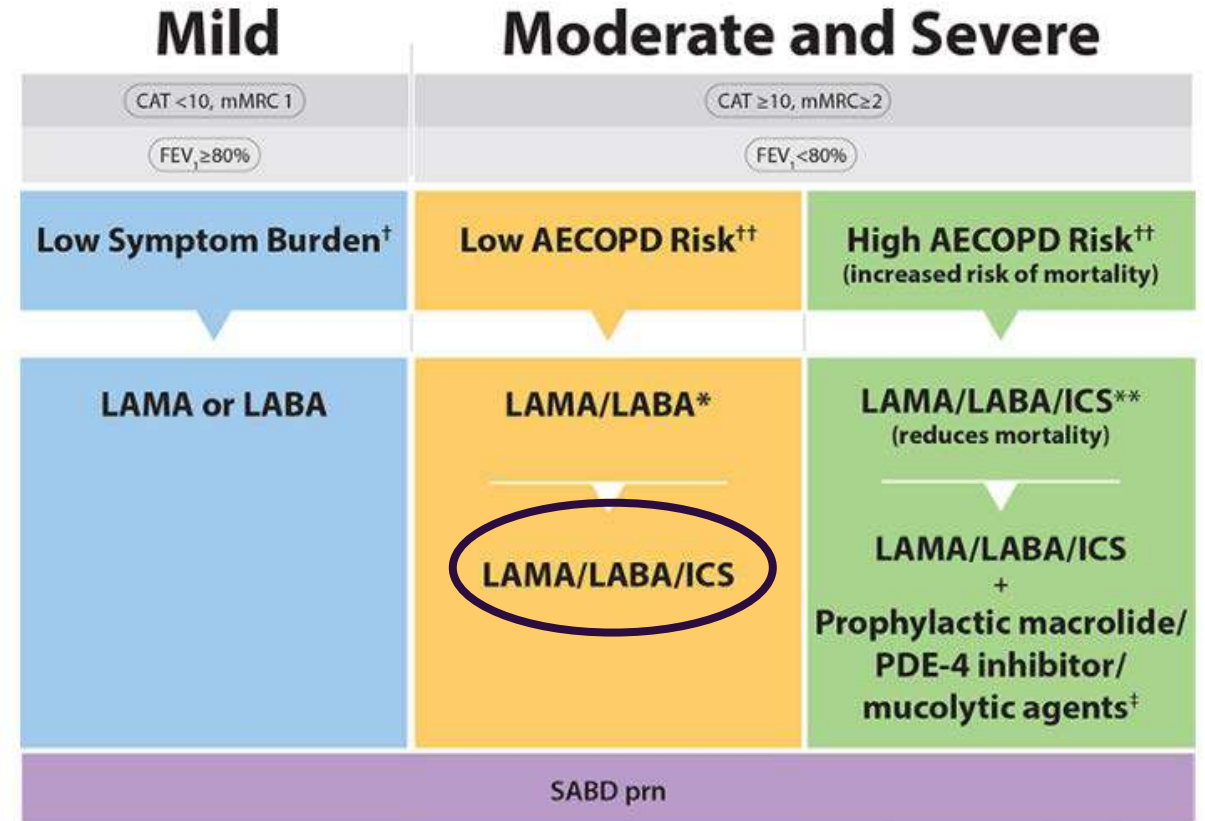 Mild
Moderate and Severe
CAT <10, mMRC 1
CAT ≥10, mMRC≥2
FEV₁≥80%
FEV₁<80%
Low Symptom Burden†
Low AECOPD Risk††
High AECOPD Risk††
(increased risk of mortality)
LAMA or LABA
LAMA/LABA*
LAMA/LABA/ICS
LAMA/LABA/ICS**
(reduces mortality)
LAMA/LABA/ICS
+
Prophylactic macrolide/
PDE-4 inhibitor/
mucolytic agents‡
SABD prn